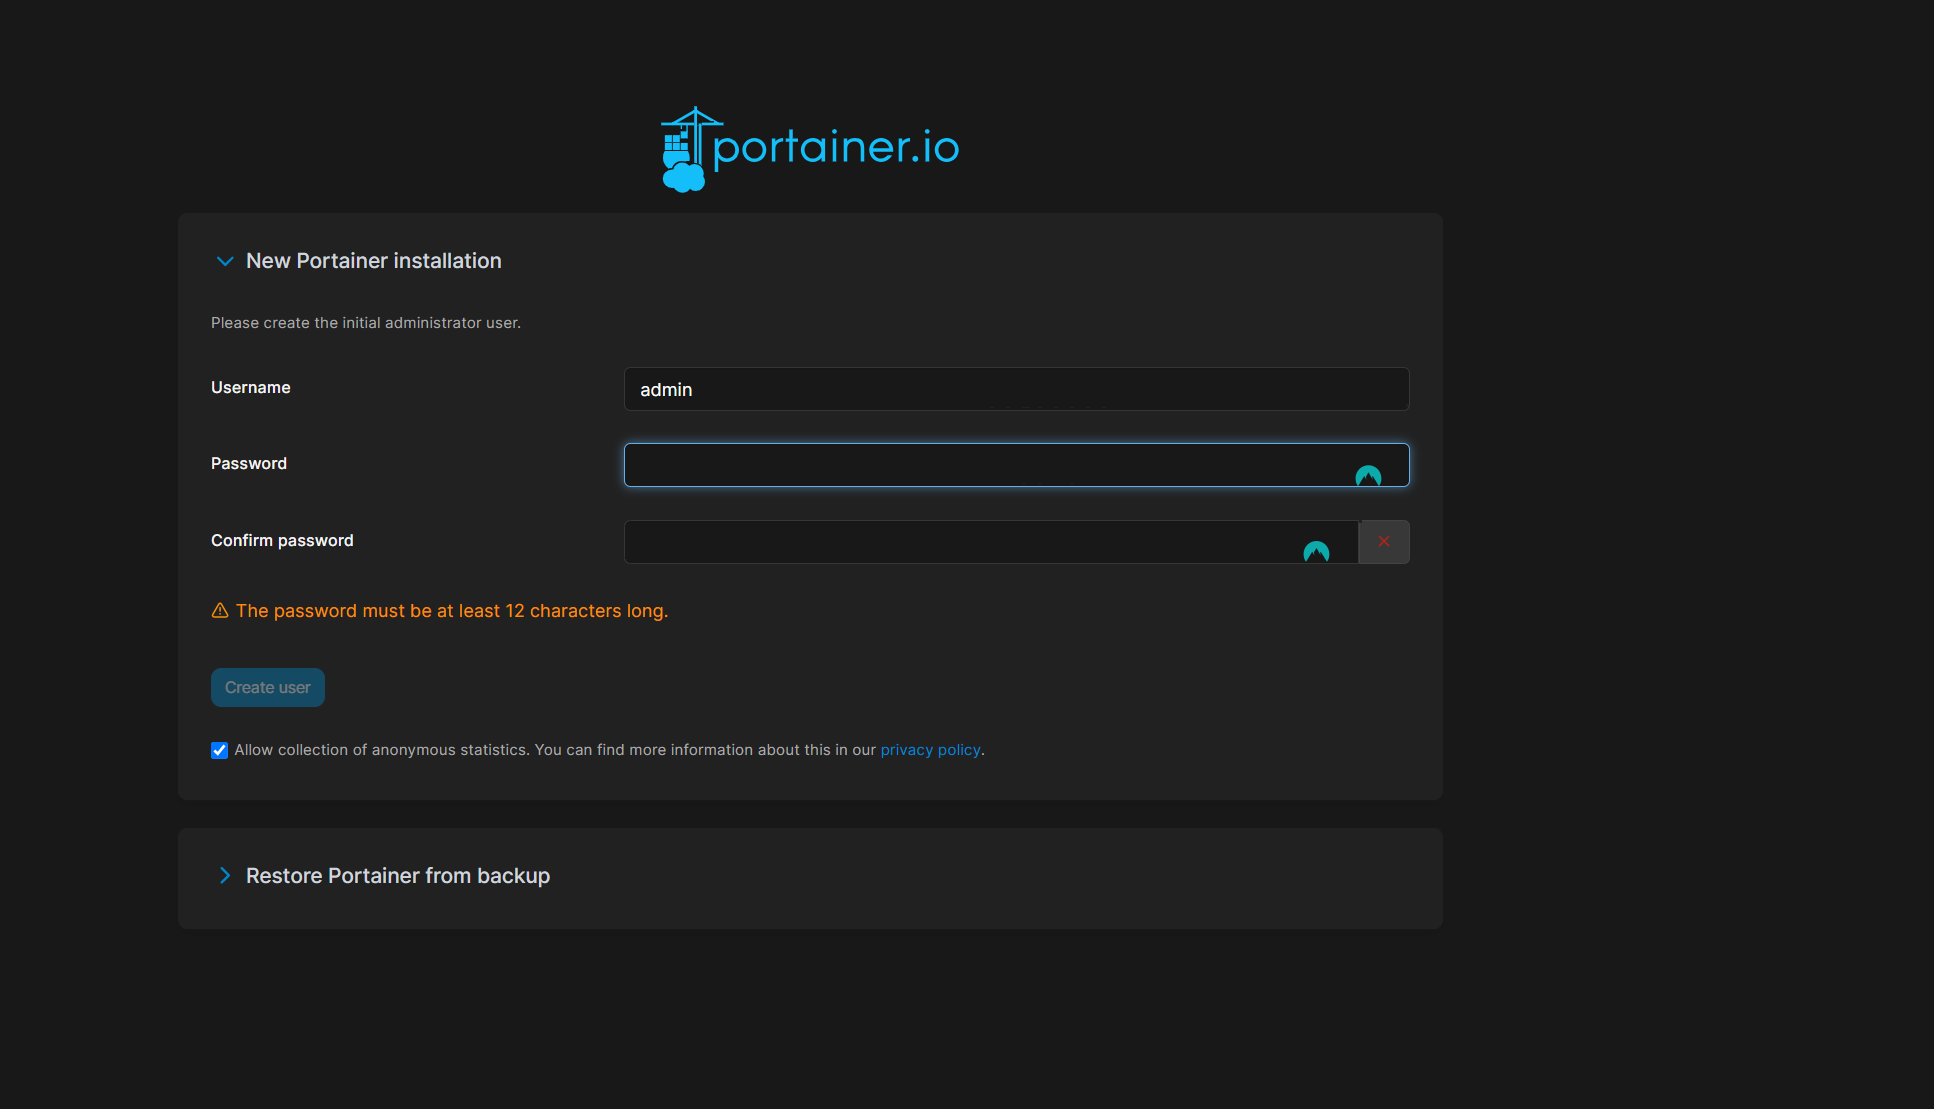 portainer.io
New Portainer installation
Please create the initial administrator user.
Username
admin
Password
Confirm password
The password must be at least 12 characters long.
Create user
Allow collection of anonymous statistics. You can find more information about this in our privacy policy.
Restore Portainer from backup